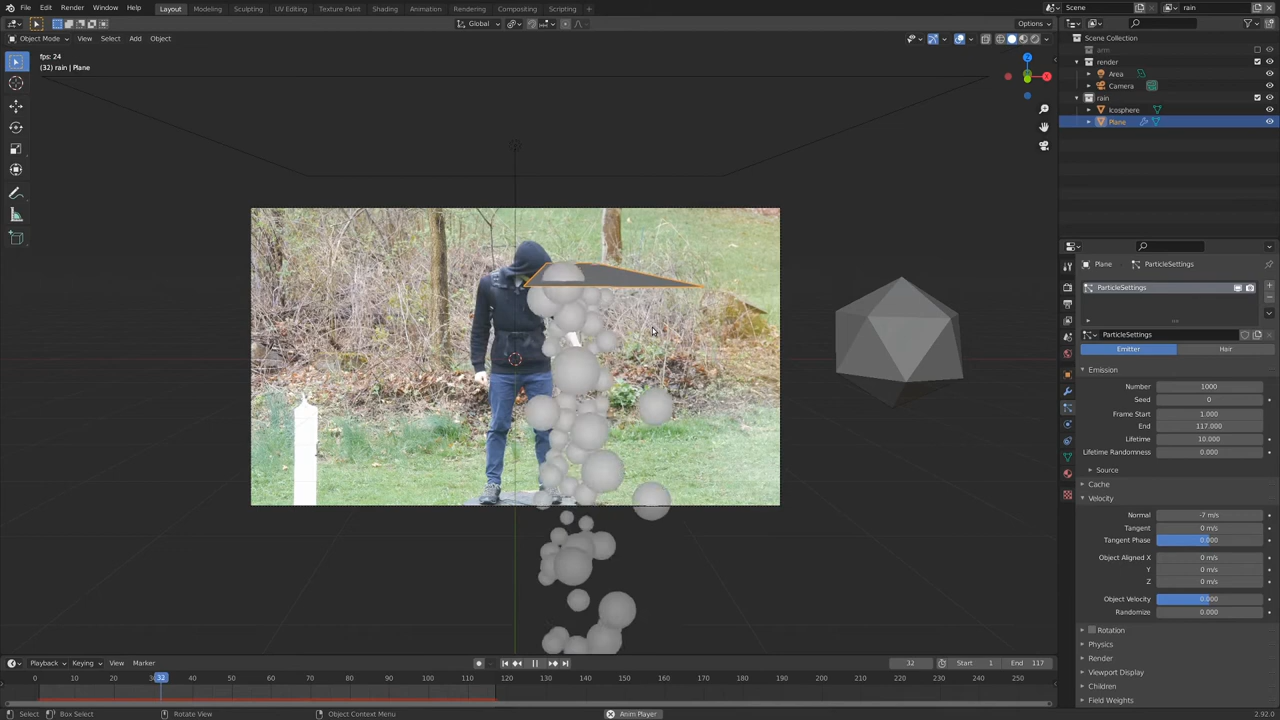 File Edit Render Window Help Layout Modeling Sculpting UV Editing Texture Paint Shading Animation Rendering Compositing Scripting + Scene rain
Global Options
Object Mode View Select Add Object
fps: 24
(32) rain | Plane
Z
X
Scene Collection
arm
render
Area
Camera
rain
Icosphere
Plane
Plane ParticleSettings
ParticleSettings
ParticleSettings
Emitter Hair
Emission
Number 1000
Seed 0
Frame Start 1.000
End 117.000
Lifetime 10.000
Lifetime Randomness 0.000
Source
Cache
Velocity
Normal -7 m/s
Tangent 0 m/s
Tangent Phase 0.000
Object Aligned X 0 m/s
Y 0 m/s
Z 0 m/s
Object Velocity 0.000
Randomize 0.000
Rotation
Physics
Render
Viewport Display
Children
Field Weights
Playback Keying View Marker 32 Start 1 End 117
0 10 20 32 40 50 60 70 80 90 100 110 120 130 140 150 160 170 180 190 200 210 220 230 240 250
Select Box Select Rotate View Object Context Menu Anim Player 2.92.0